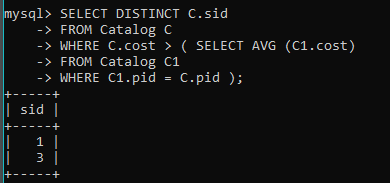 mysql> SELECT DISTINCT C.sid
    -> FROM Catalog C
    -> WHERE C.cost > ( SELECT AVG (C1.cost)
    -> FROM Catalog C1
    -> WHERE C1.pid = C.pid );
+-----+
| sid |
+-----+
|   1 |
|   3 |
+-----+